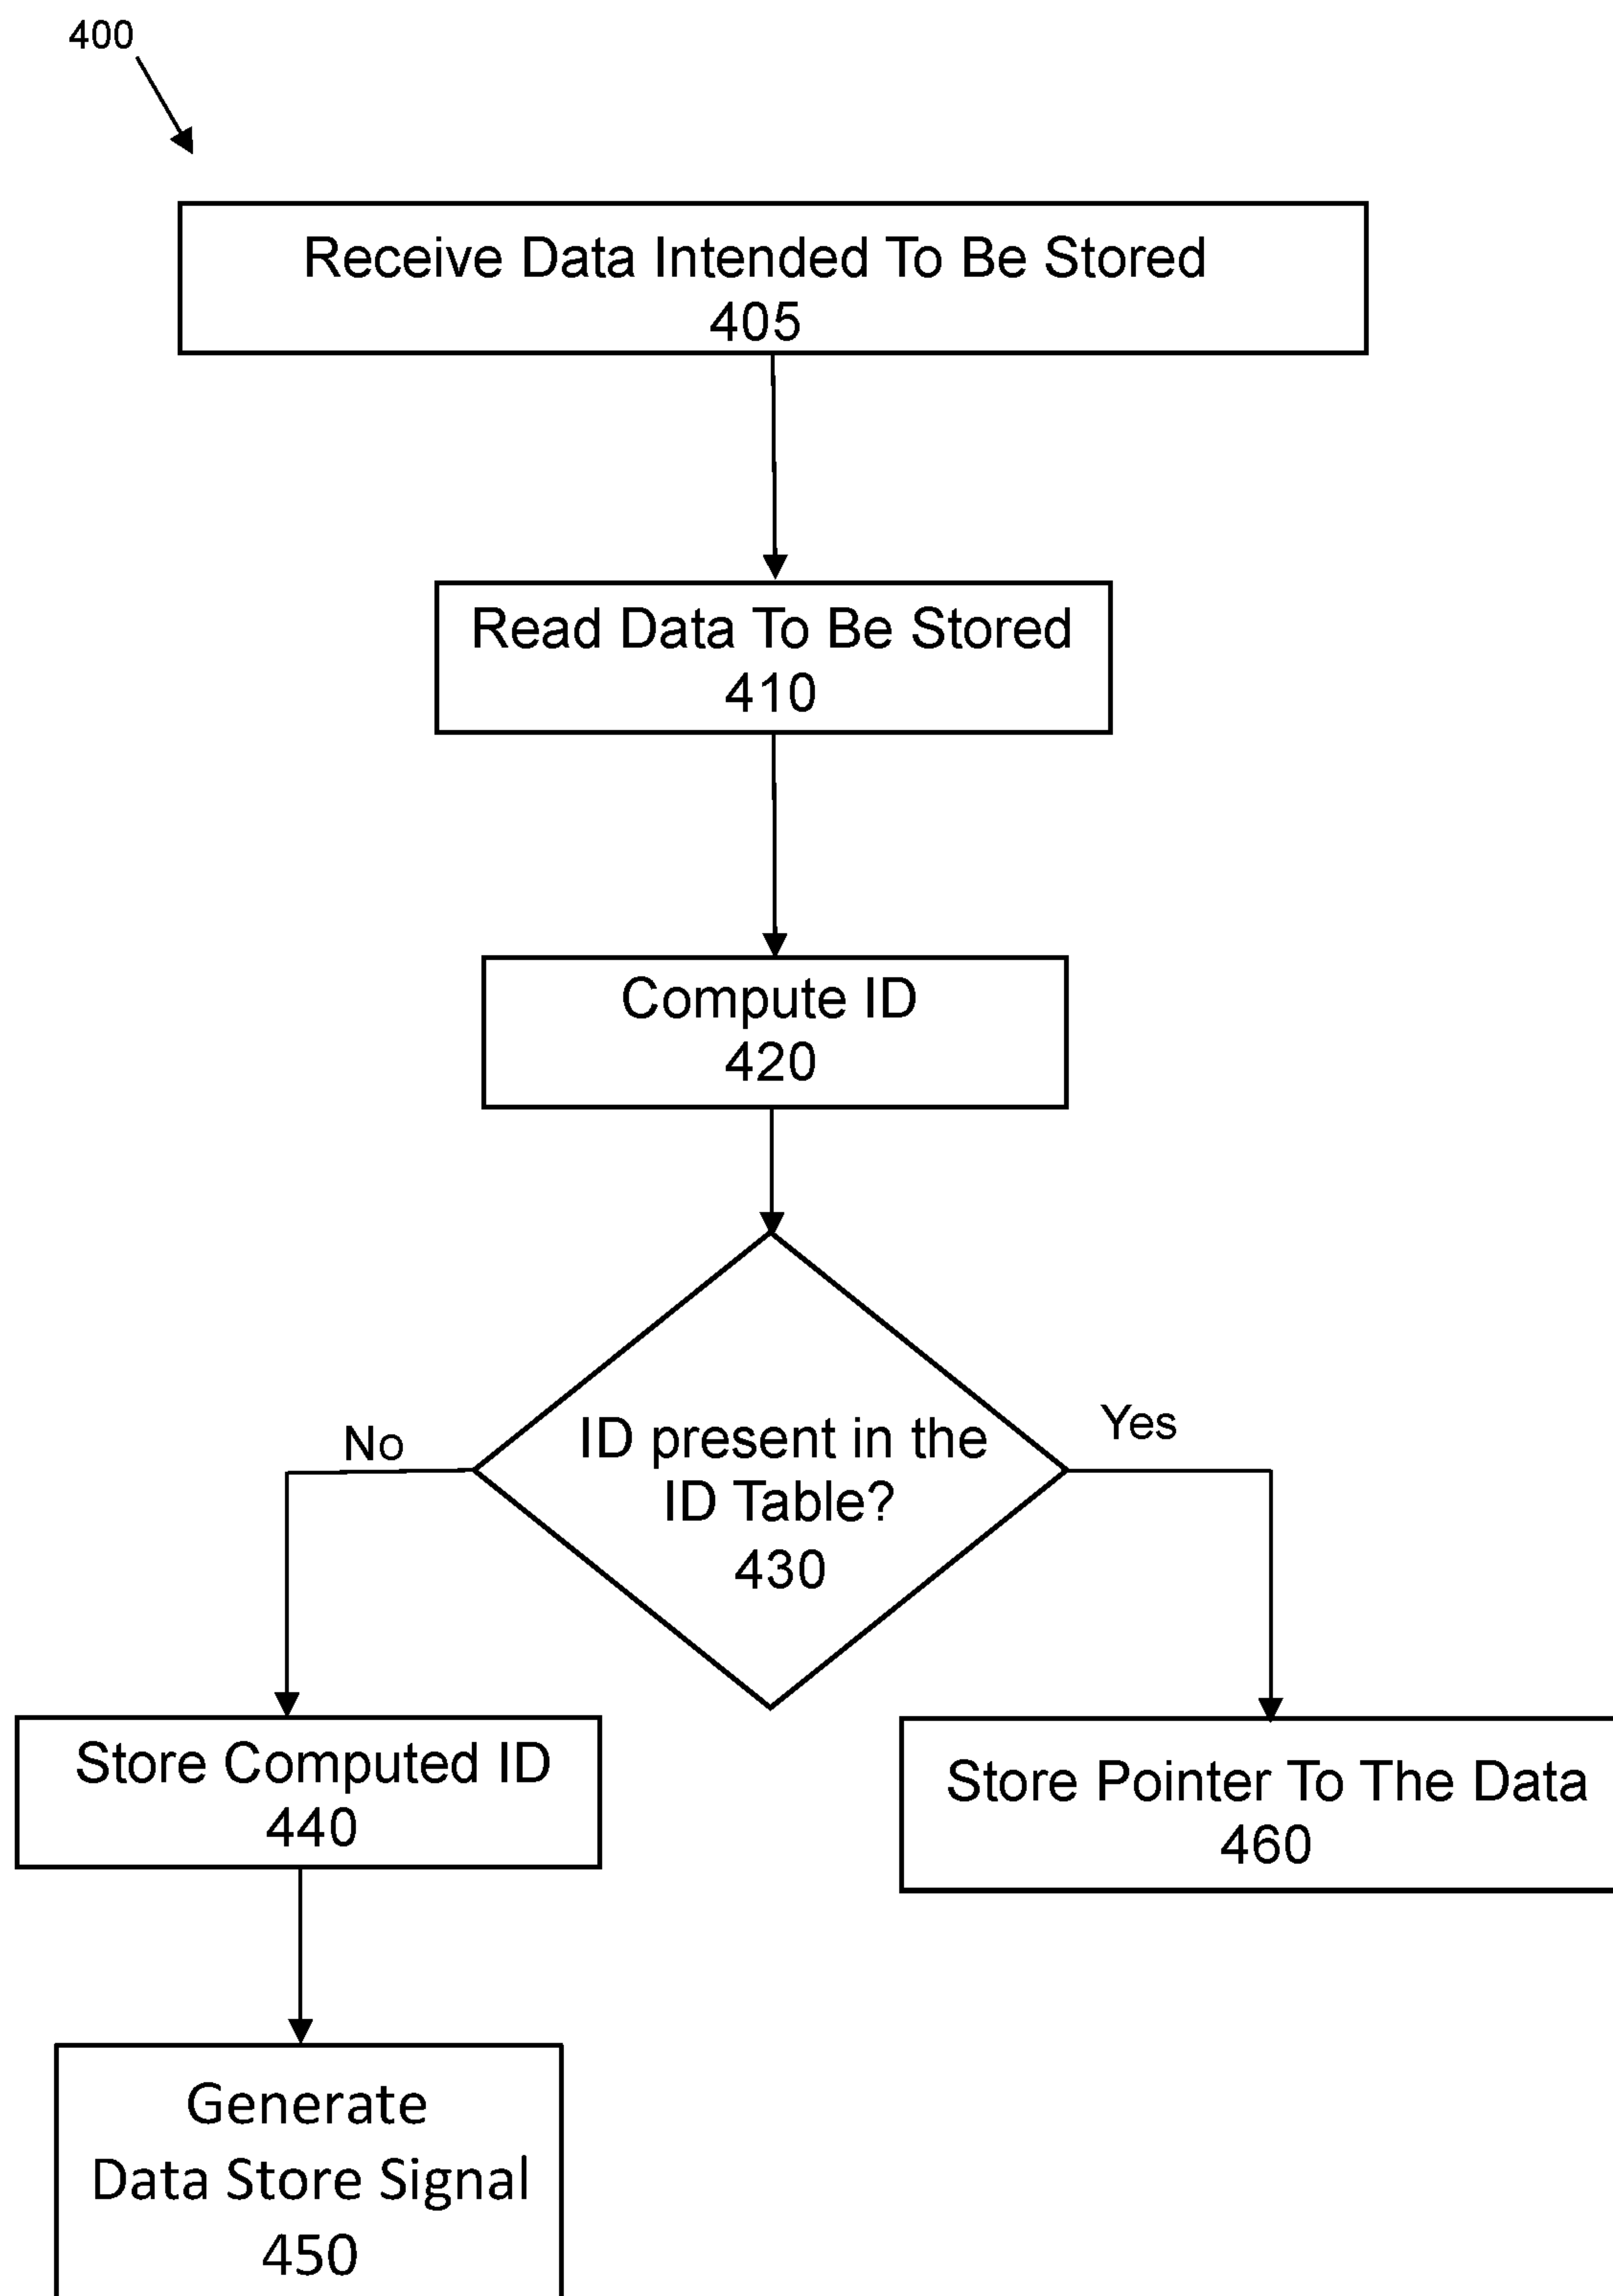 400
Receive Data Intended To Be Stored
405
Read Data To Be Stored
410
Compute ID
420
ID present in the
ID Table?
430
No
Yes
Store Computed ID
440
Store Pointer To The Data
460
Generate
Data Store Signal
450